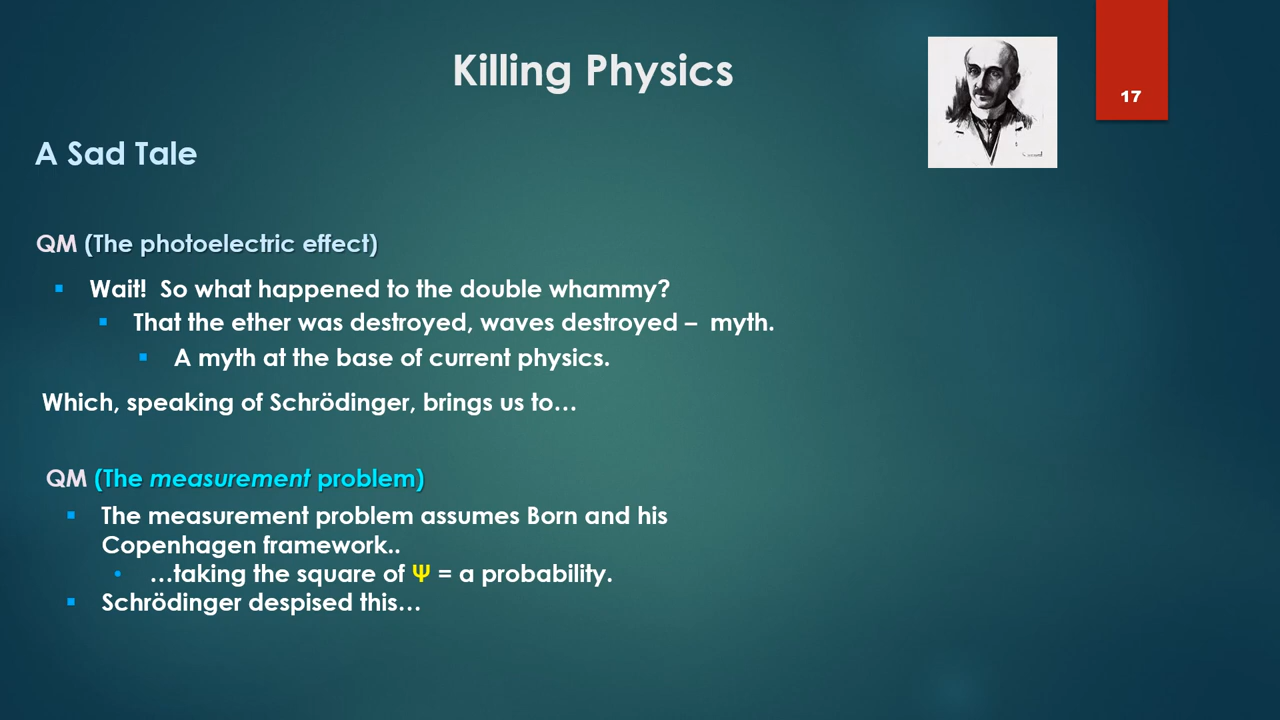 Killing Physics
17
A Sad Tale
QM (The photoelectric effect)
▪ Wait!  So what happened to the double whammy?
▪ That the ether was destroyed, waves destroyed –  myth.
▪ A myth at the base of current physics.
Which, speaking of Schrödinger, brings us to…
QM (The measurement problem)
▪ The measurement problem assumes Born and his
Copenhagen framework..
• …taking the square of Ψ = a probability.
▪ Schrödinger despised this…